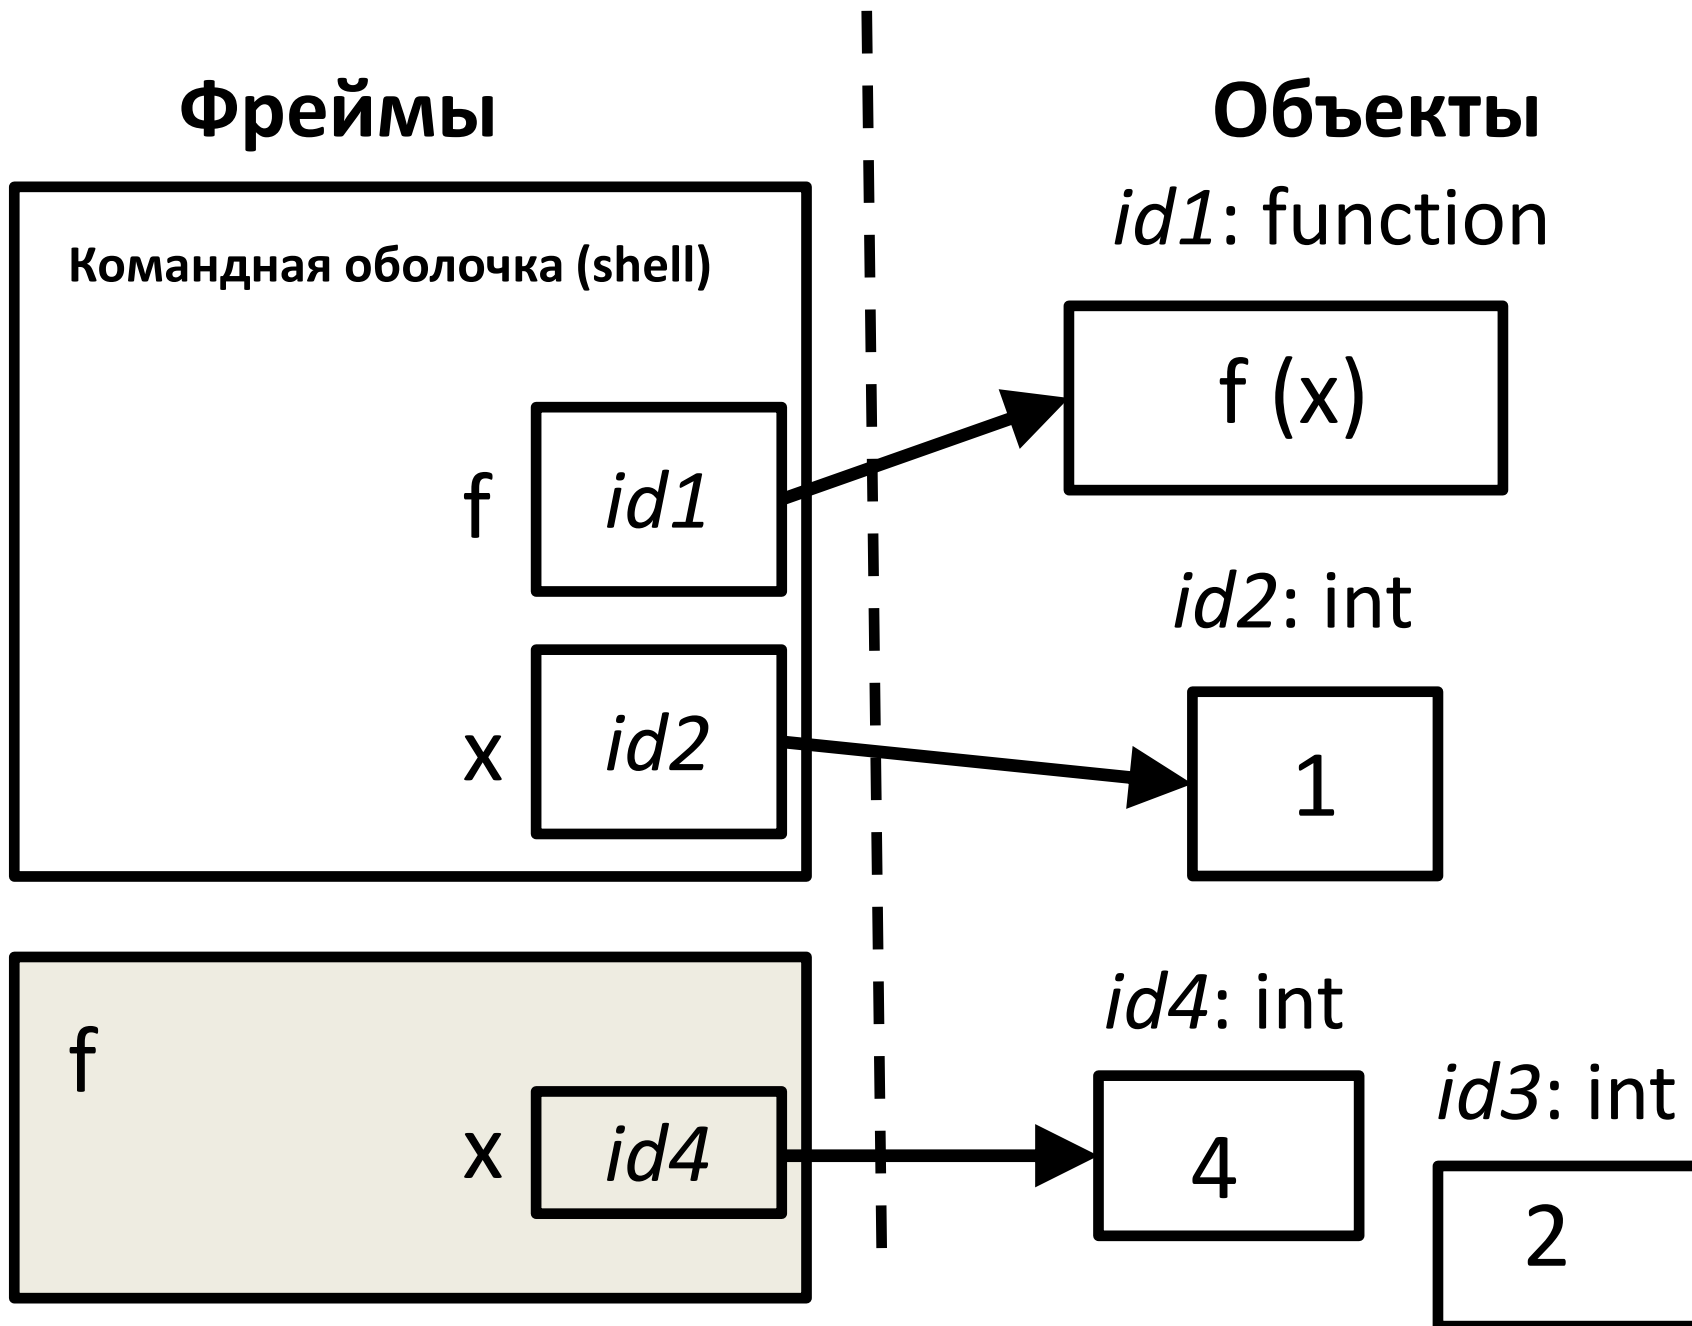 Фреймы
Объекты
Командная оболочка (shell)
f
id1
x
id2
f
x
id4
id1: function
f (x)
id2: int
1
id4: int
4
id3: int
2